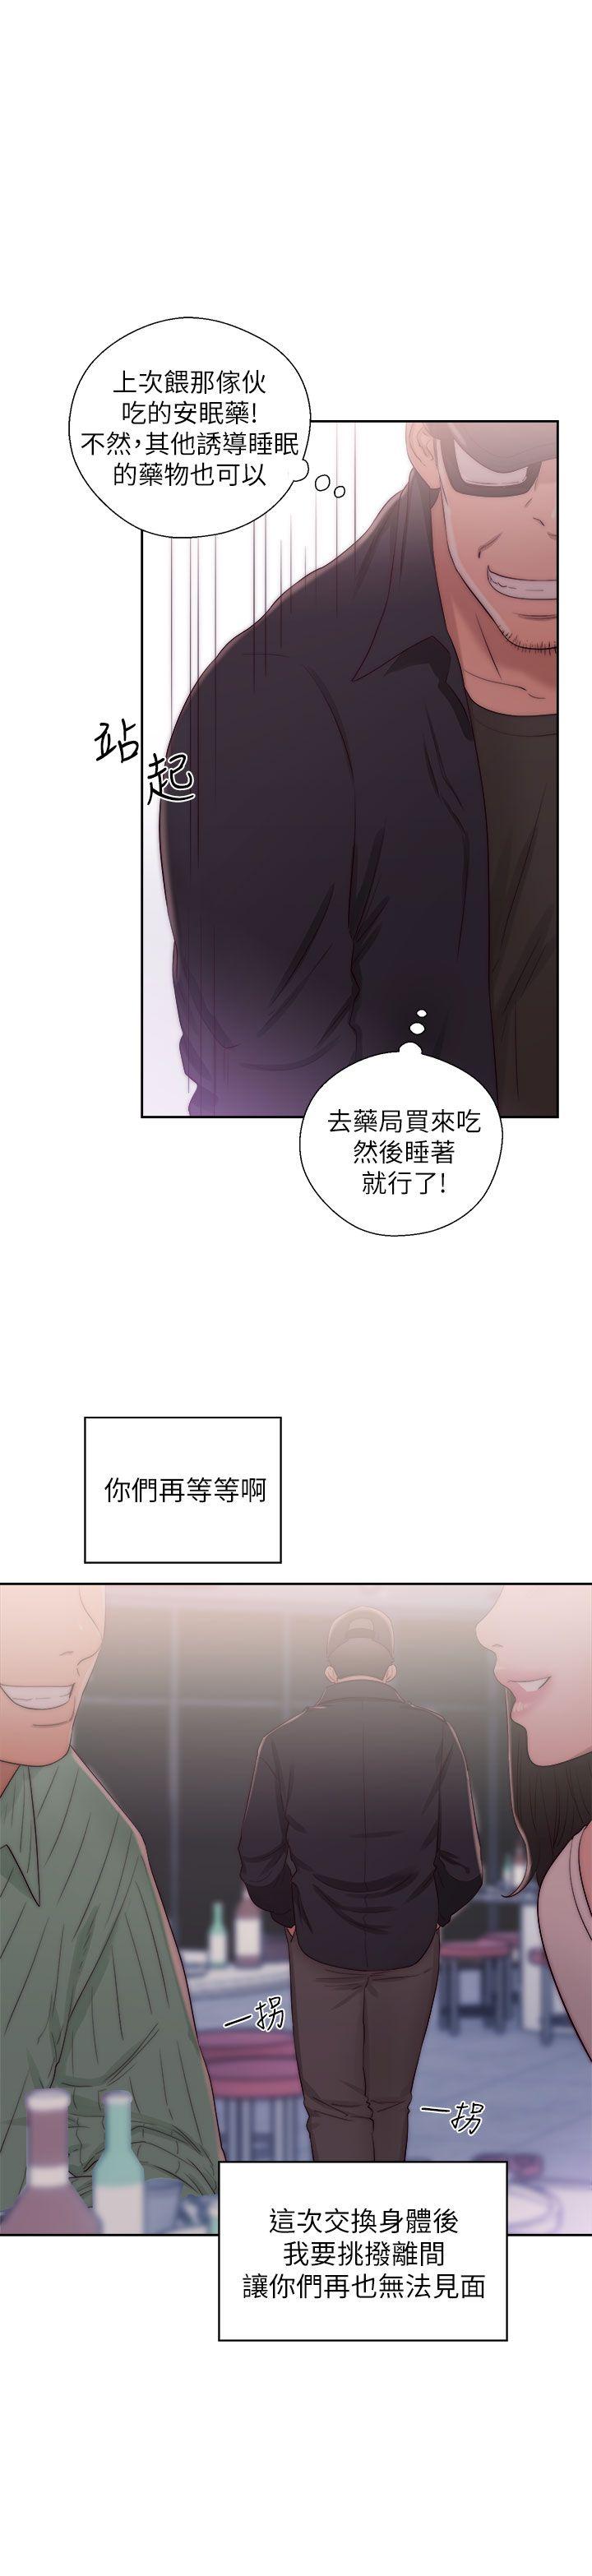 上次餵那傢伙
吃的安眠藥!
不然,其他誘導睡眠
的藥物也可以
站
起
去藥局買來吃
然後睡著
就行了!
你們再等等啊
一拐
一拐
這次交換身體後
我要挑撥離間
讓你們再也無法見面